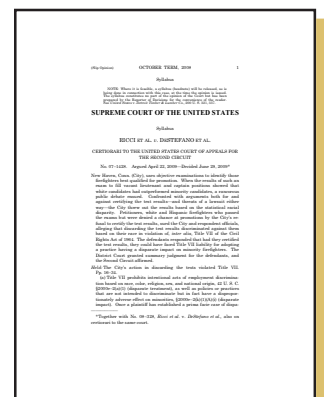 (Slip Opinion) OCTOBER TERM, 2008 1
Syllabus
NOTE: Where it is feasible, a syllabus (headnote) will be released, as is
being done in connection with this case, at the time the opinion is issued.
The syllabus constitutes no part of the opinion of the Court but has been
prepared by the Reporter of Decisions for the convenience of the reader.
See United States v. Detroit Timber & Lumber Co., 200 U. S. 321, 337.
SUPREME COURT OF THE UNITED STATES
Syllabus
RICCI ET AL. v. DESTEFANO ET AL.
CERTIORARI TO THE UNITED STATES COURT OF APPEALS FOR
THE SECOND CIRCUIT
No. 07–1428. Argued April 22, 2009—Decided June 29, 2009*
New Haven, Conn. (City), uses objective examinations to identify those
firefighters best qualified for promotion. When the results of such an
exam to fill vacant lieutenant and captain positions showed that
white candidates had outperformed minority candidates, a rancorous
public debate ensued. Confronted with arguments both for and
against certifying the test results—and threats of a lawsuit either
way—the City threw out the results based on the statistical racial
disparity. Petitioners, white and Hispanic firefighters who passed
the exams but were denied a chance at promotions by the City's re-
fusal to certify the test results, sued the City and respondent officials,
alleging that discarding the test results discriminated against them
based on their race in violation of, inter alia, Title VII of the Civil
Rights Act of 1964. The defendants responded that had they certified
the test results, they could have faced Title VII liability for adopting
a practice having a disparate impact on minority firefighters. The
District Court granted summary judgment for the defendants, and
the Second Circuit affirmed.
Held: The City's action in discarding the tests violated Title VII.
Pp. 16–34.
(a) Title VII prohibits intentional acts of employment discrimina-
tion based on race, color, religion, sex, and national origin, 42 U. S. C.
§2000e–2(a)(1) (disparate treatment), as well as policies or practices
that are not intended to discriminate but in fact have a dispropor-
tionately adverse effect on minorities, §2000e–2(k)(1)(A)(i) (disparate
impact). Once a plaintiff has established a prima facie case of dispa-
*Together with No. 08–328, Ricci et al. v. DeStefano et al., also on
certiorari to the same court.